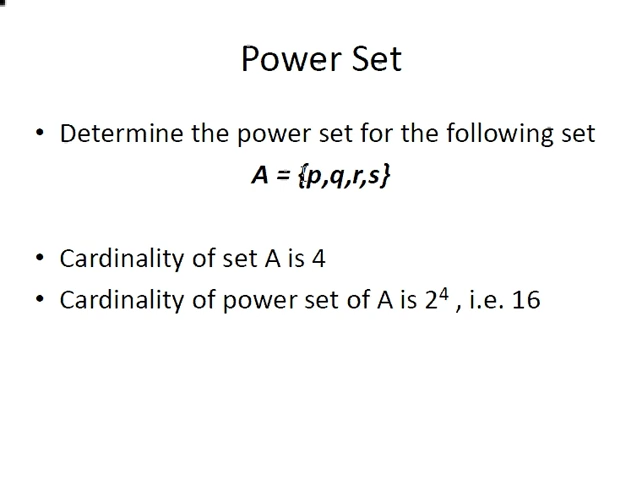 Power Set
• Determine the power set for the following set
A = {p,q,r,s}
• Cardinality of set A is 4
• Cardinality of power set of A is 2⁴ , i.e. 16